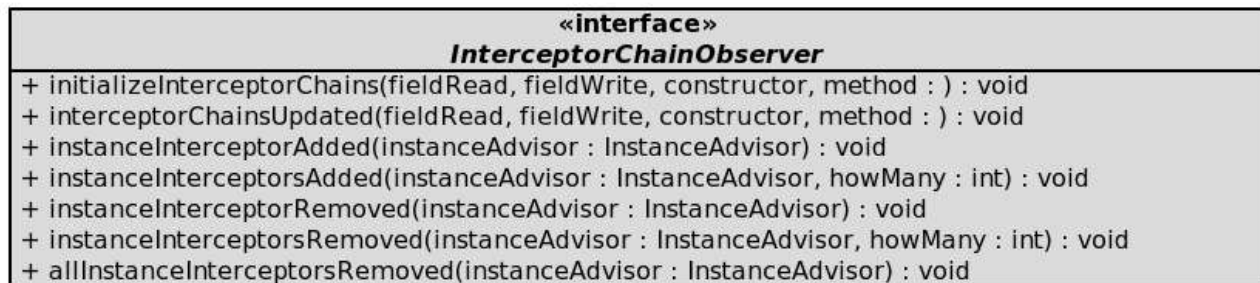 «interface»
InterceptorChainObserver
+ initializeInterceptorChains(fieldRead, fieldWrite, constructor, method : ) : void
+ interceptorChainsUpdated(fieldRead, fieldWrite, constructor, method : ) : void
+ instanceInterceptorAdded(instanceAdvisor : InstanceAdvisor) : void
+ instanceInterceptorsAdded(instanceAdvisor : InstanceAdvisor, howMany : int) : void
+ instanceInterceptorRemoved(instanceAdvisor : InstanceAdvisor) : void
+ instanceInterceptorsRemoved(instanceAdvisor : InstanceAdvisor, howMany : int) : void
+ allInstanceInterceptorsRemoved(instanceAdvisor : InstanceAdvisor) : void